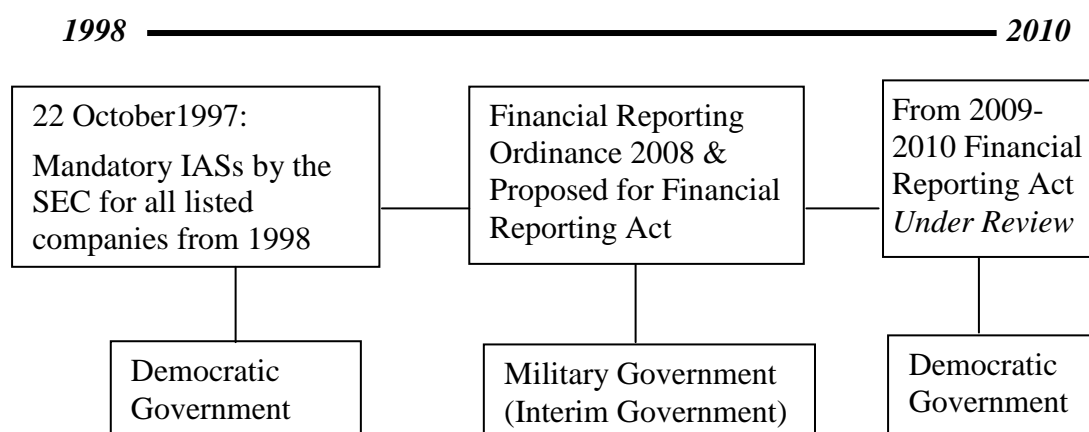 1998
2010
22 October1997:
Mandatory IASs by the
SEC for all listed
companies from 1998
Financial Reporting
Ordinance 2008 &
Proposed for Financial
Reporting Act
From 2009-
2010 Financial
Reporting Act
Under Review
Democratic
Government
Military Government
(Interim Government)
Democratic
Government